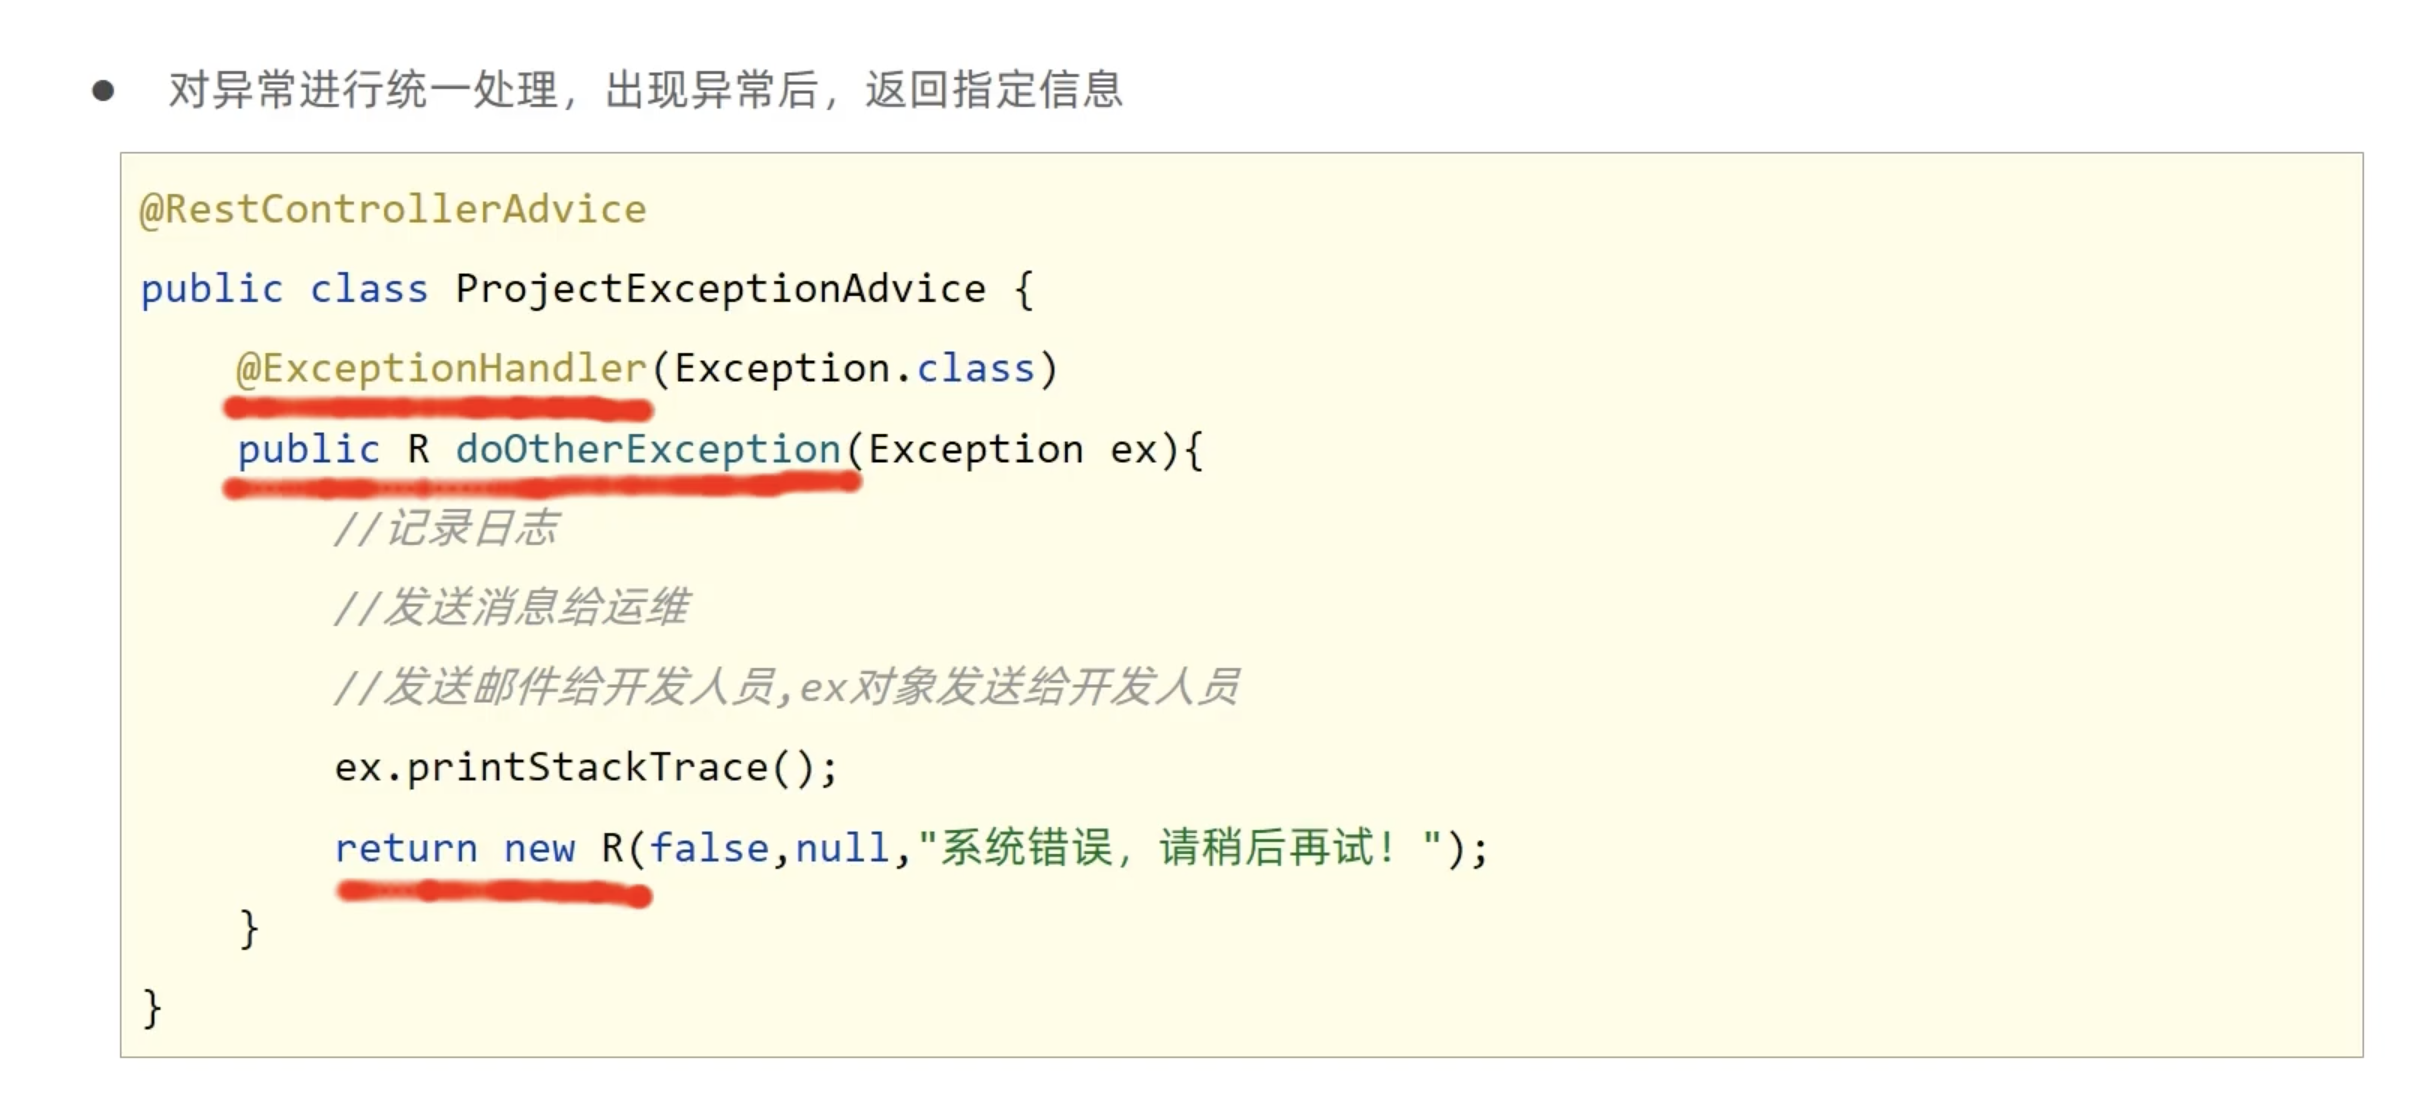 ● 对异常进行统一处理，出现异常后，返回指定信息
@RestControllerAdvice
public class ProjectExceptionAdvice {
@ExceptionHandler(Exception.class)
public R doOtherException(Exception ex){
//记录日志
//发送消息给运维
//发送邮件给开发人员,ex对象发送给开发人员
ex.printStackTrace();
return new R(false,null,"系统错误，请稍后再试！");
}
}